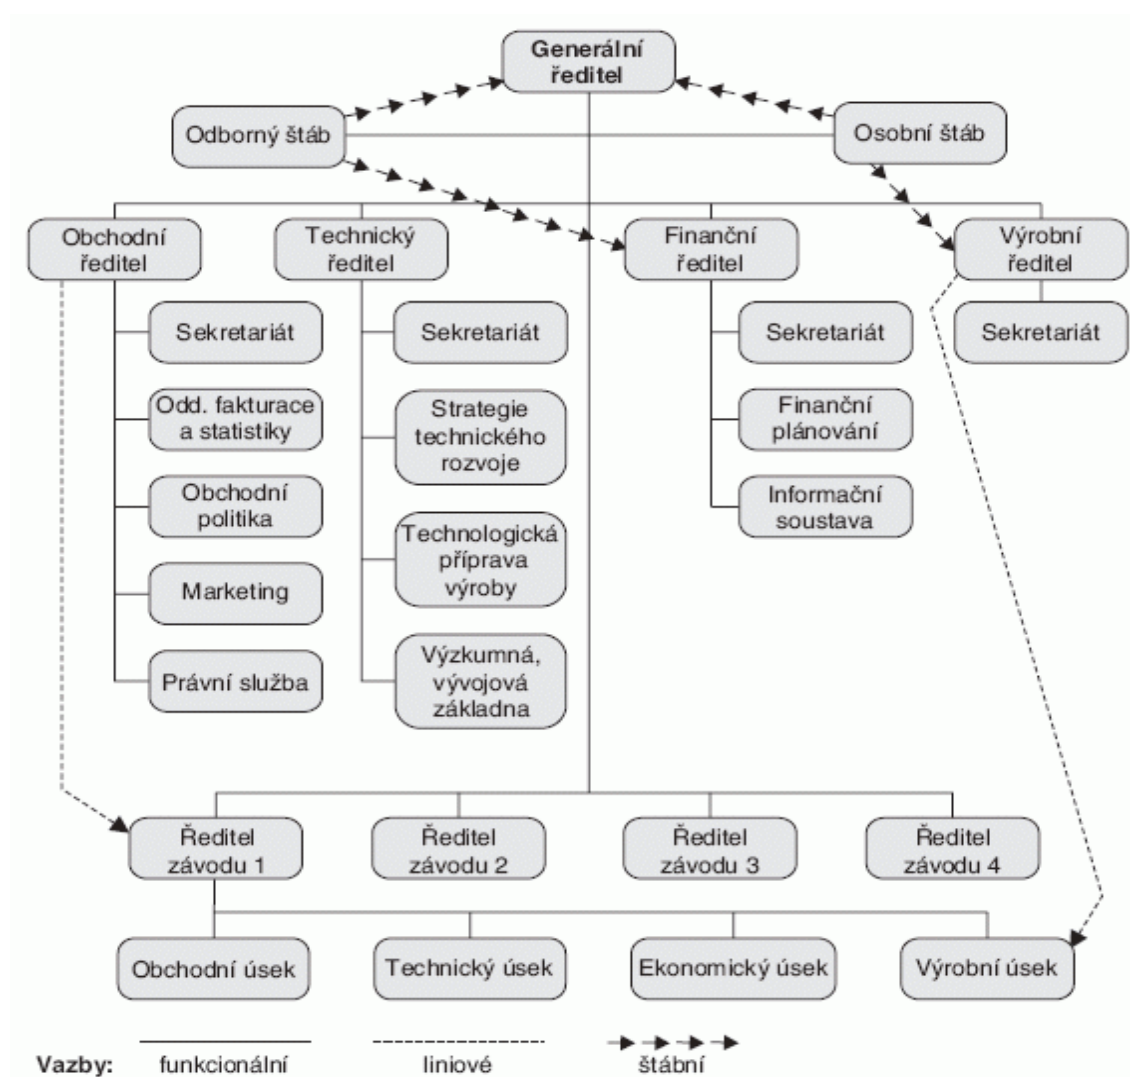 Generální
ředitel
Odborný štáb
Osobní štáb
Obchodní
ředitel
Technický
ředitel
Finanční
ředitel
Výrobní
ředitel
Sekretariát
Odd. fakturace
a statistiky
Obchodní
politika
Marketing
Právní služba
Sekretariát
Strategie
technického
rozvoje
Technologická
příprava
výroby
Výzkumná,
vývojová
základna
Sekretariát
Finanční
plánování
Informační
soustava
Sekretariát
Ředitel
závodu 1
Ředitel
závodu 2
Ředitel
závodu 3
Ředitel
závodu 4
Obchodní úsek
Technický úsek
Ekonomický úsek
Výrobní úsek
Vazby: funkcionální liniové štábní